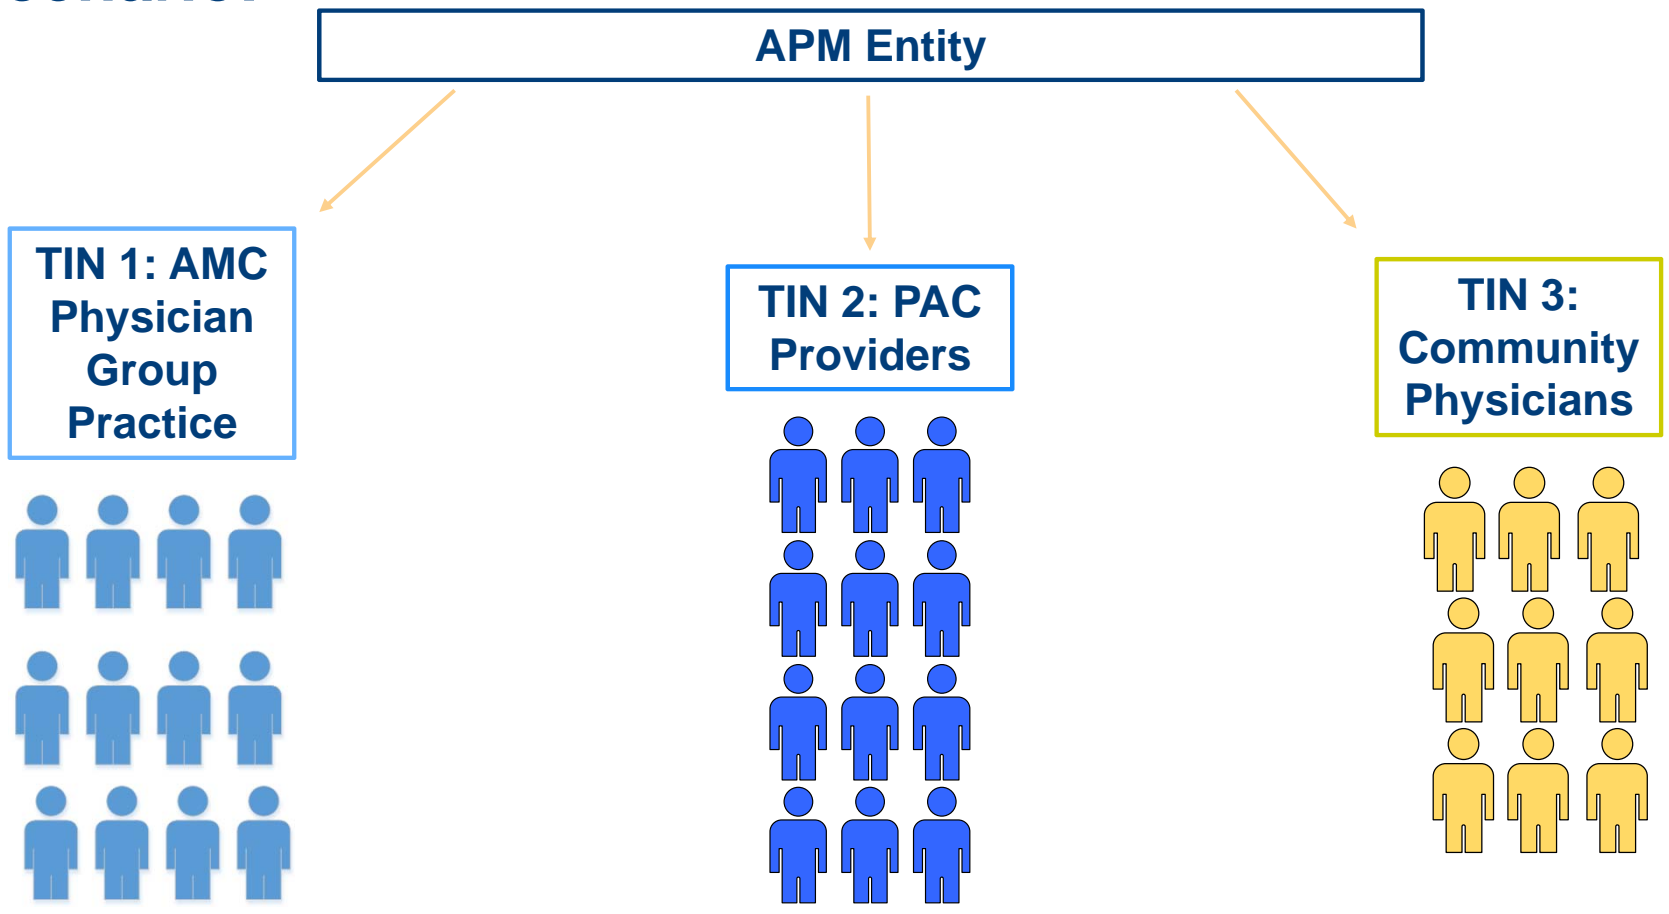 APM Entity
TIN 1: AMC
Physician
Group
Practice
TIN 2: PAC
Providers
TIN 3:
Community
Physicians